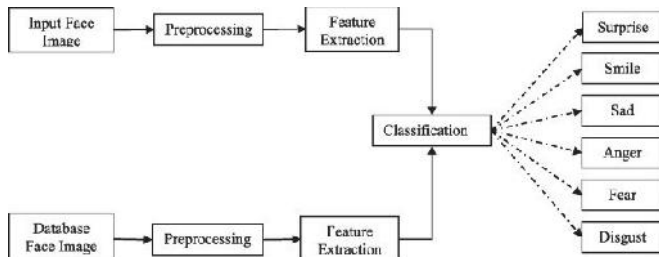 Input Face
Image
Preprocessing
Feature
Extraction
Classification
Surprise
Smile
Sad
Anger
Fear
Disgust
Database
Face Image
Preprocessing
Feature
Extraction